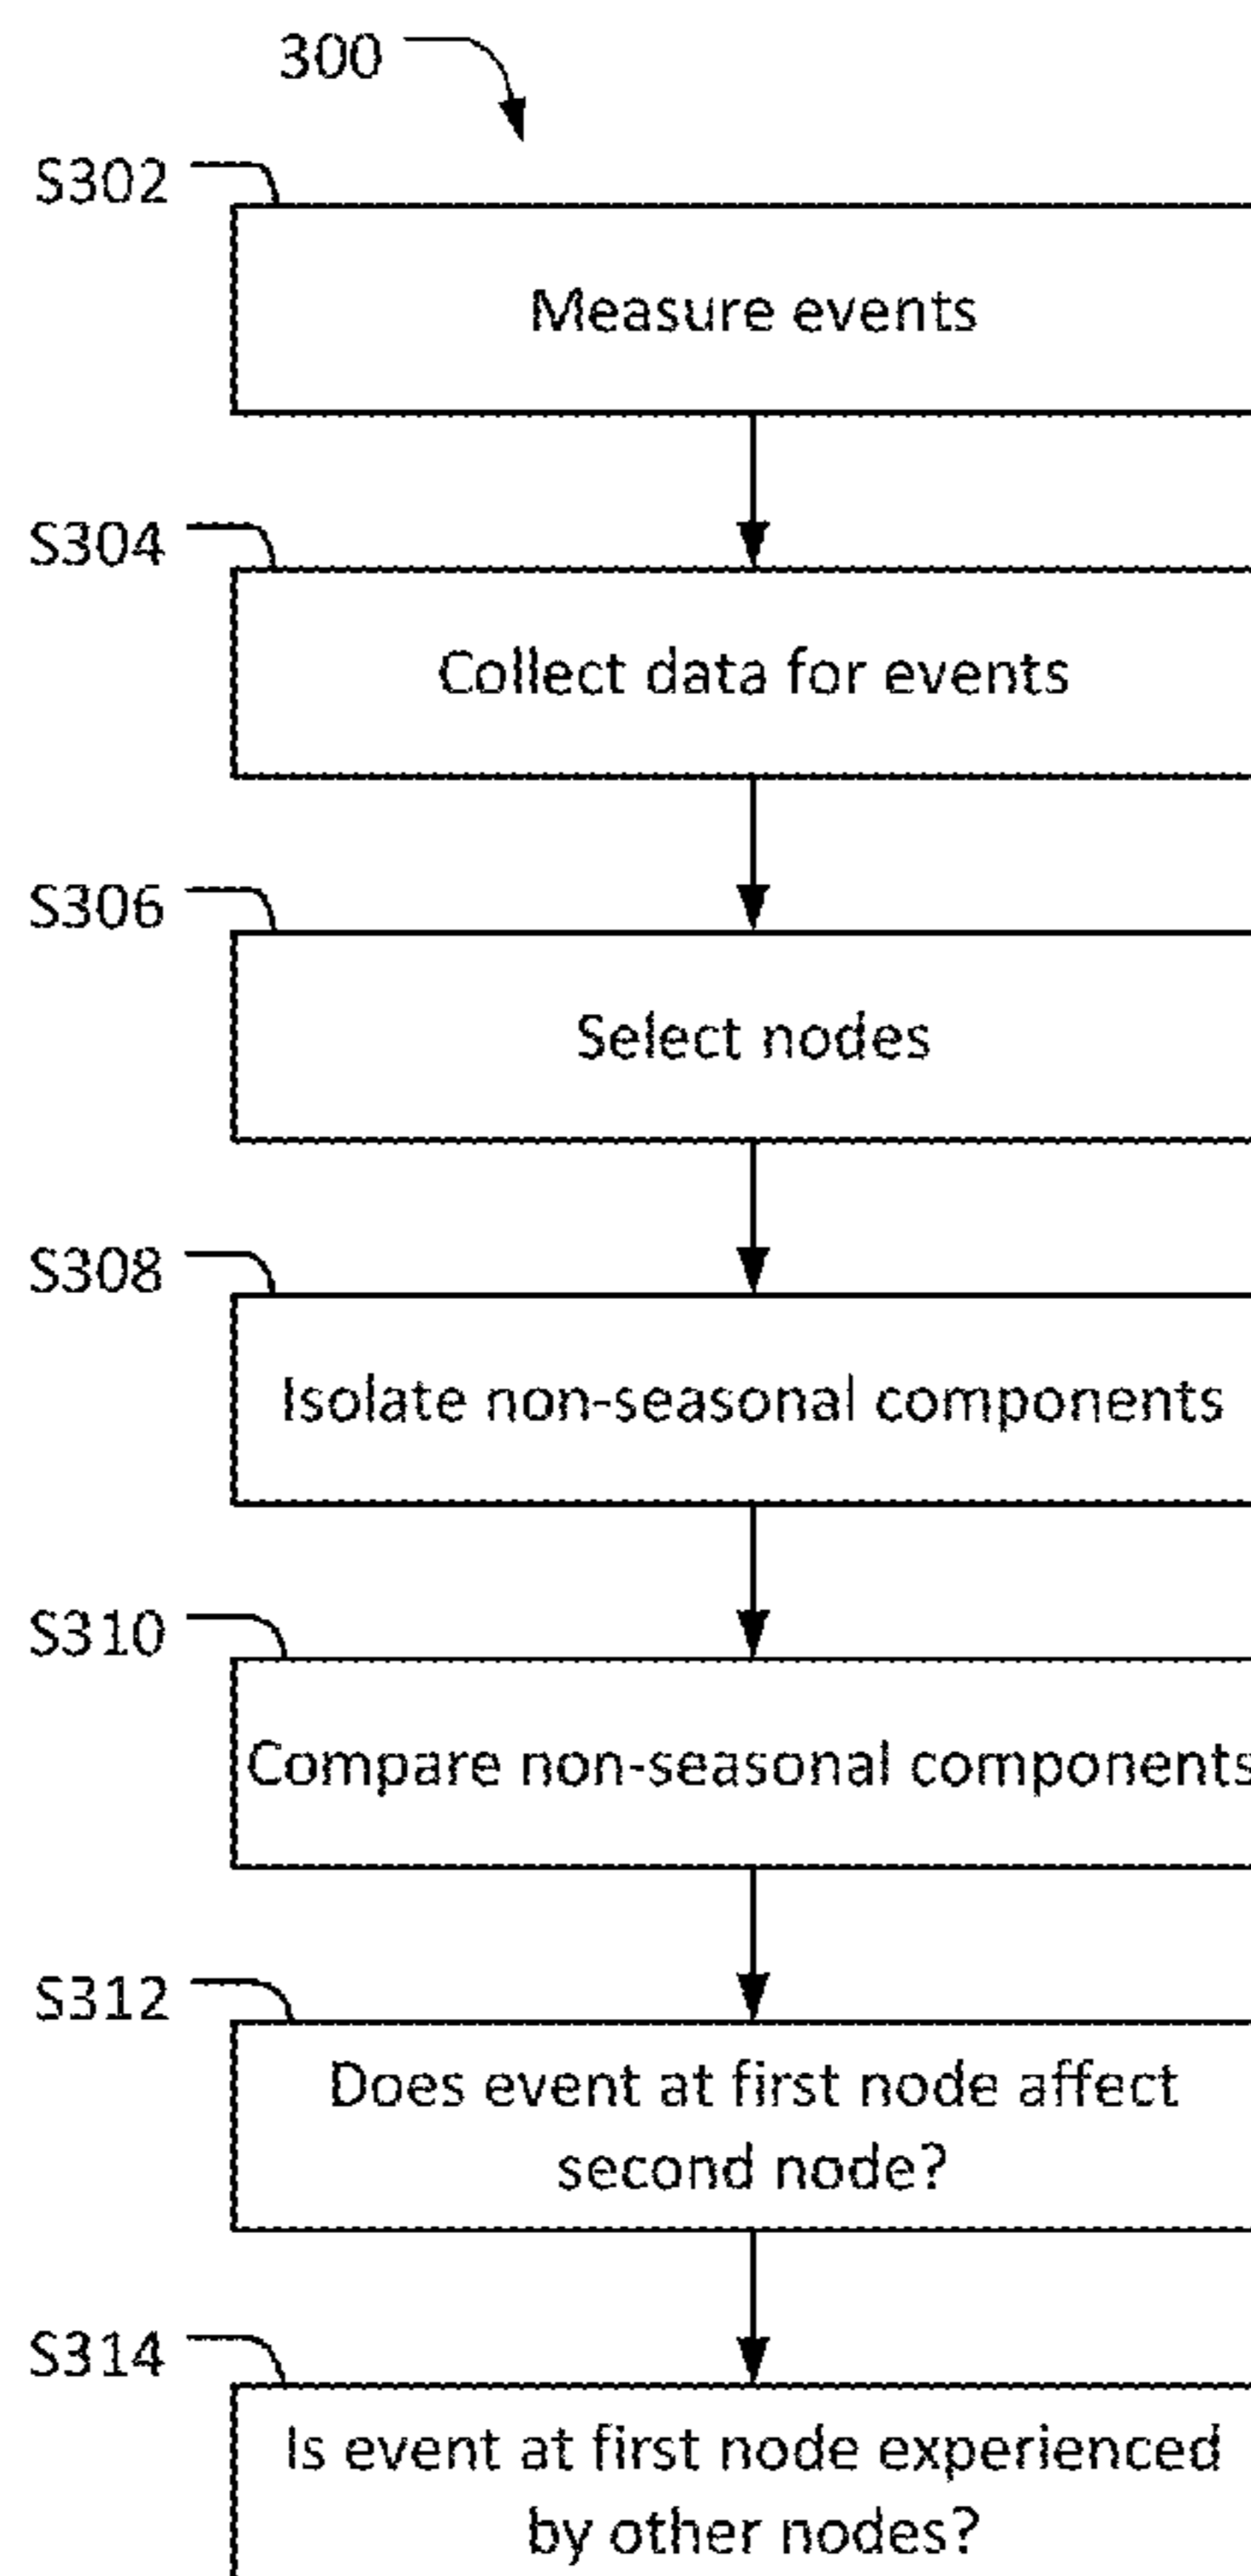 300
S302
Measure events
S304
Collect data for events
S306
Select nodes
S308
Isolate non-seasonal components
S310
Compare non-seasonal components
S312
Does event at first node affect
second node?
S314
Is event at first node experienced
by other nodes?